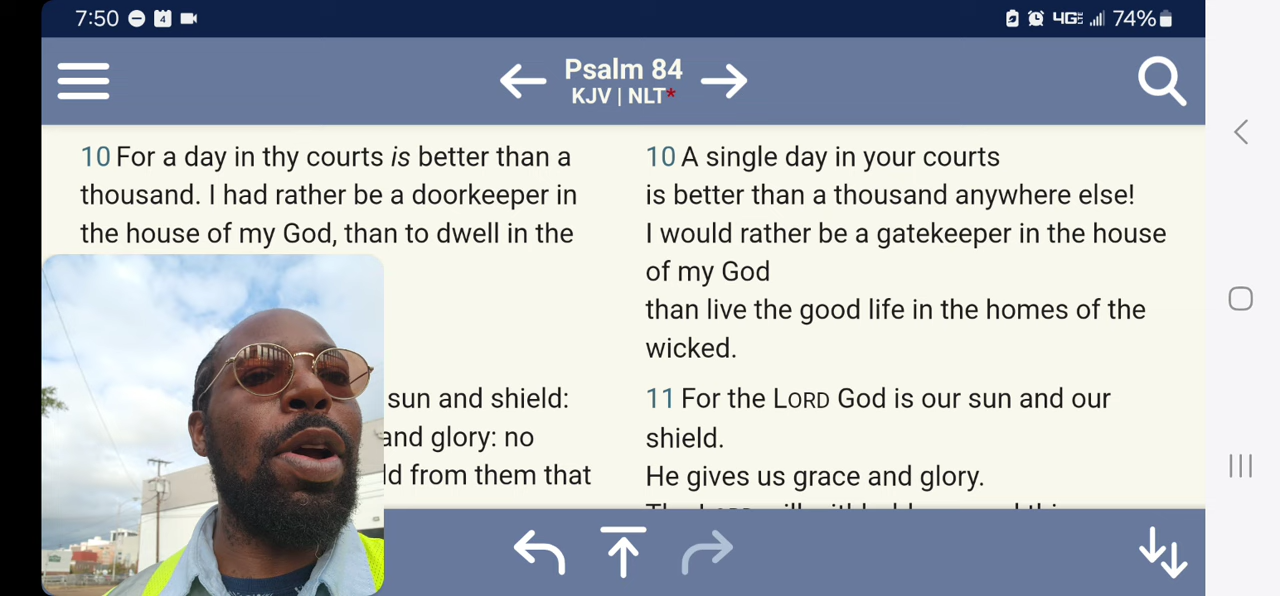 7:50
4
4GE 74%
Psalm 84
KJV | NLT*
10 For a day in thy courts is better than a
thousand. I had rather be a doorkeeper in
the house of my God, than to dwell in the
sun and shield:
and glory: no
from them that
10 A single day in your courts
is better than a thousand anywhere else!
I would rather be a gatekeeper in the house
of my God
than live the good life in the homes of the
wicked.
11 For the LORD God is our sun and our
shield.
He gives us grace and glory.